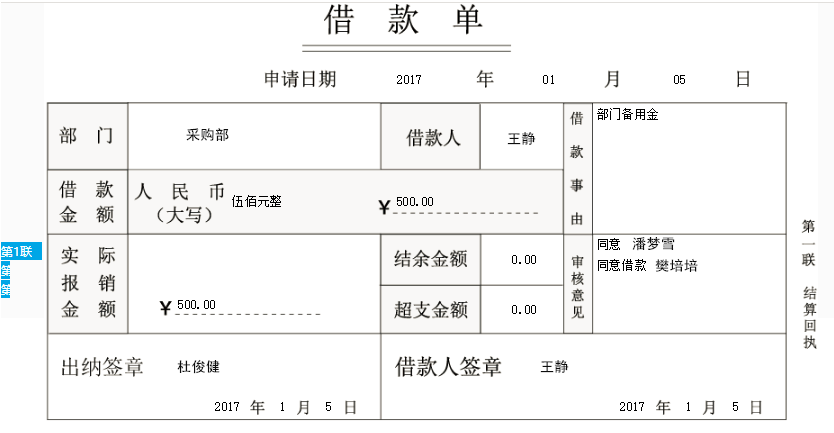 借款单
申请日期 2017 年 01 月 05 日
部门 采购部 借款人 王静 借款事由 部门备用金
借款金额 人民币（大写） 伍佰元整 ¥ 500.00
实际报销金额 ¥ 500.00 结余金额 0.00 审核意见 同意 潘梦雪
同意借款 樊培培
超支金额 0.00
出纳签章 杜俊健 借款人签章 王静
2017 年 1 月 5 日 2017 年 1 月 5 日
第一联 结算回执
第1联
第
第